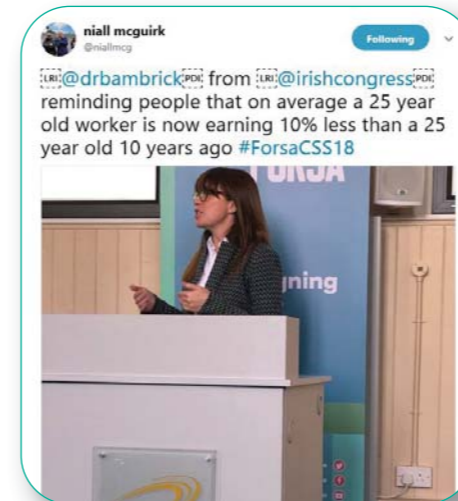 niall mcguirk
@niallmcg
Following
LRI@drbambrickPDI from LRI@irishcongressPDI
reminding people that on average a 25 year
old worker is now earning 10% less than a 25
year old 10 years ago #ForsaCSS18
FORSA
gning